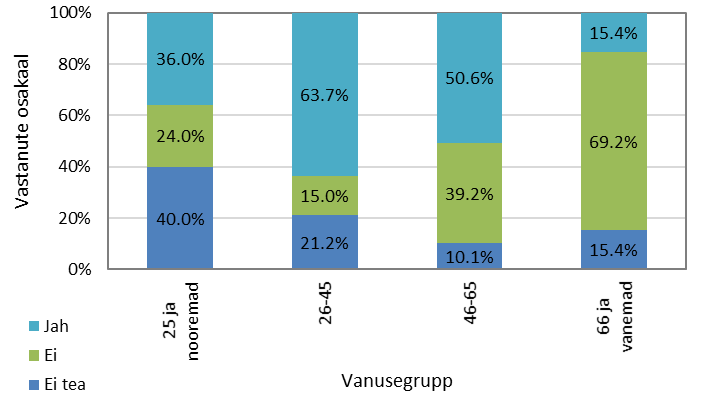 100%
80%
60%
40%
20%
0%
Vastanute osakaal
36.0%
24.0%
40.0%
63.7%
15.0%
21.2%
50.6%
39.2%
10.1%
15.4%
69.2%
15.4%
25 ja
nooremad
26-45
46-65
66 ja
vanemad
Vanusegrupp
Jah
Ei
Ei tea